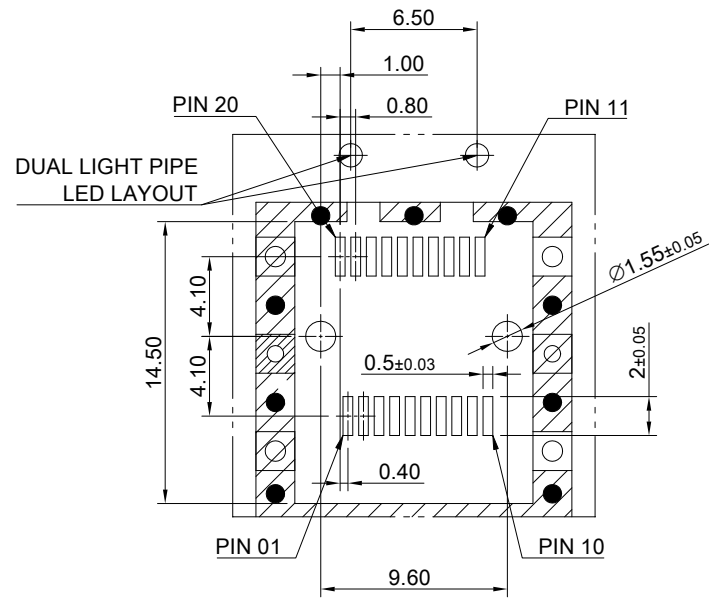 6.50
1.00
0.80
PIN 20
PIN 11
DUAL LIGHT PIPE
LED LAYOUT
Ø1.55±0.05
4.10
14.50
4.10
0.5±0.03
2±0.05
0.40
PIN 01
PIN 10
9.60